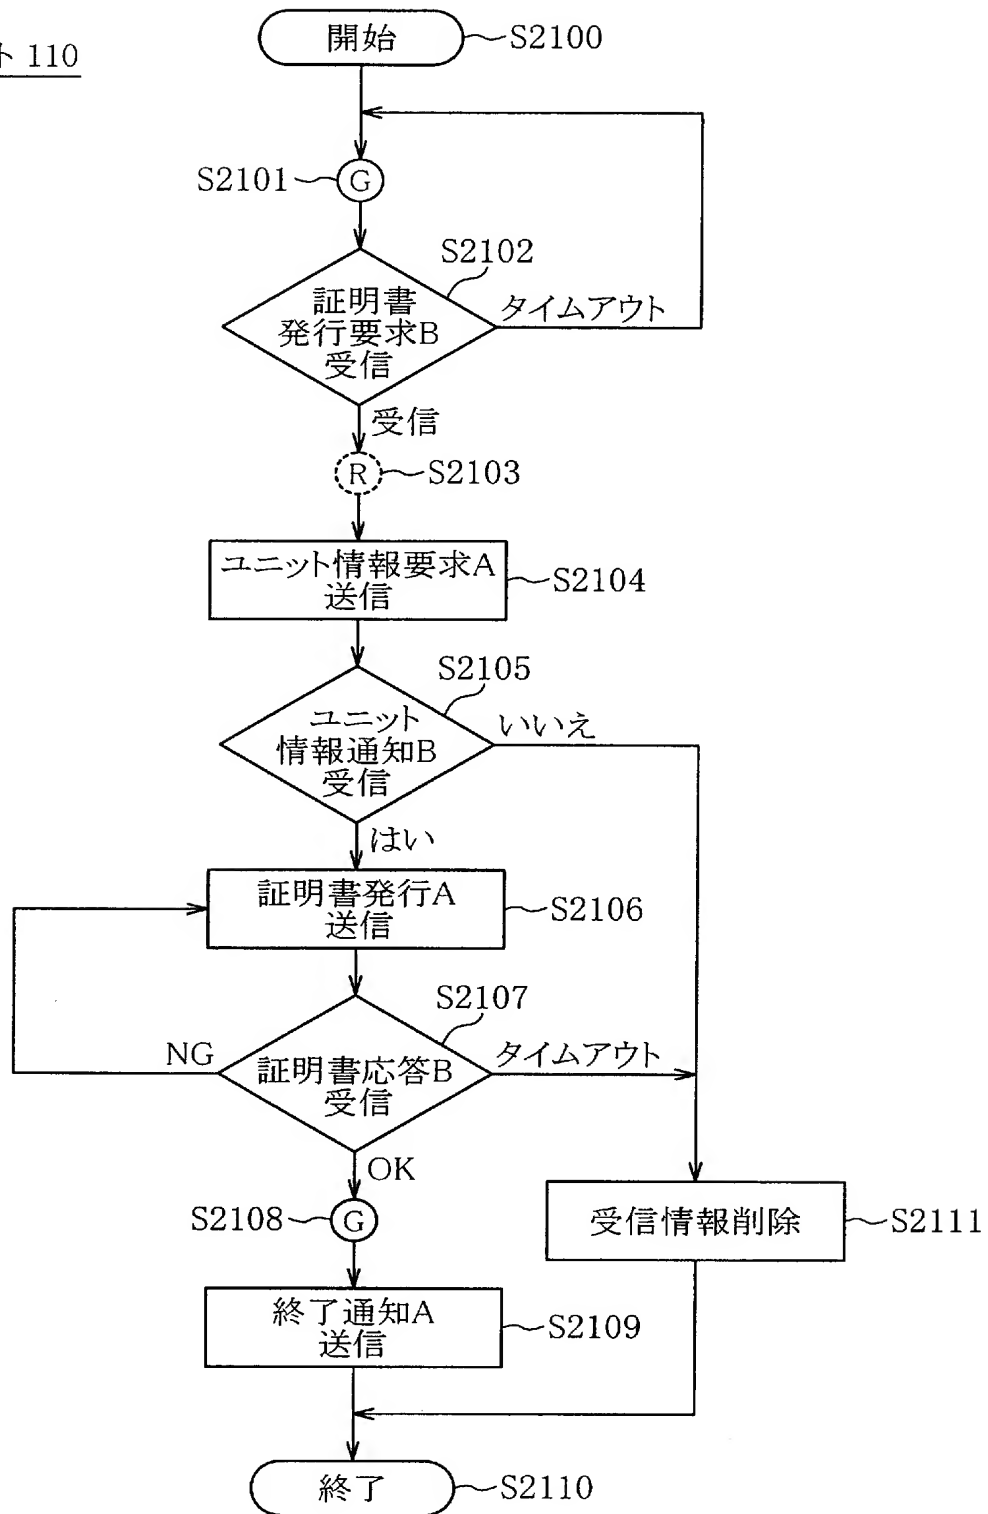 ト 110
開始
S2100
S2101
G
S2102
証明書
発行要求B
受信
タイムアウト
受信
R
S2103
ユニット情報要求A
送信
S2104
S2105
ユニット
情報通知B
受信
いいえ
はい
証明書発行A
送信
S2106
S2107
NG
証明書応答B
受信
タイムアウト
OK
S2108
G
受信情報削除
S2111
終了通知A
送信
S2109
終了
S2110